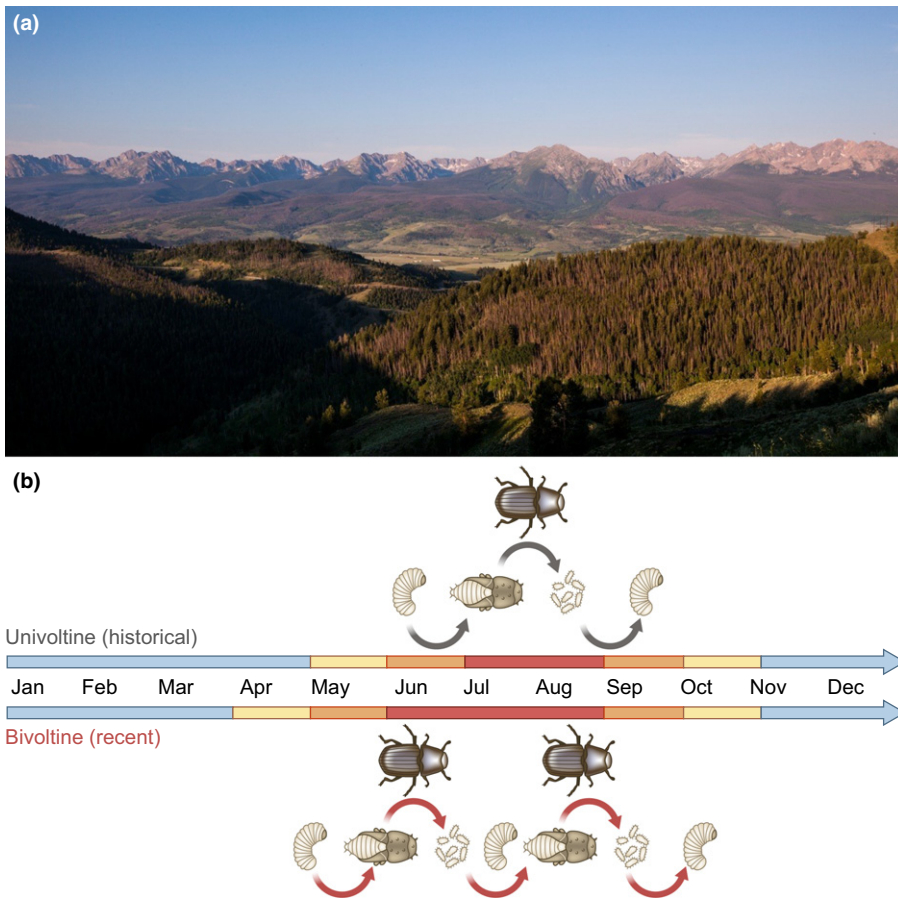 (a)
(b)
Univoltine (historical)
Jan Feb Mar Apr May Jun Jul Aug Sep Oct Nov Dec
Bivoltine (recent)